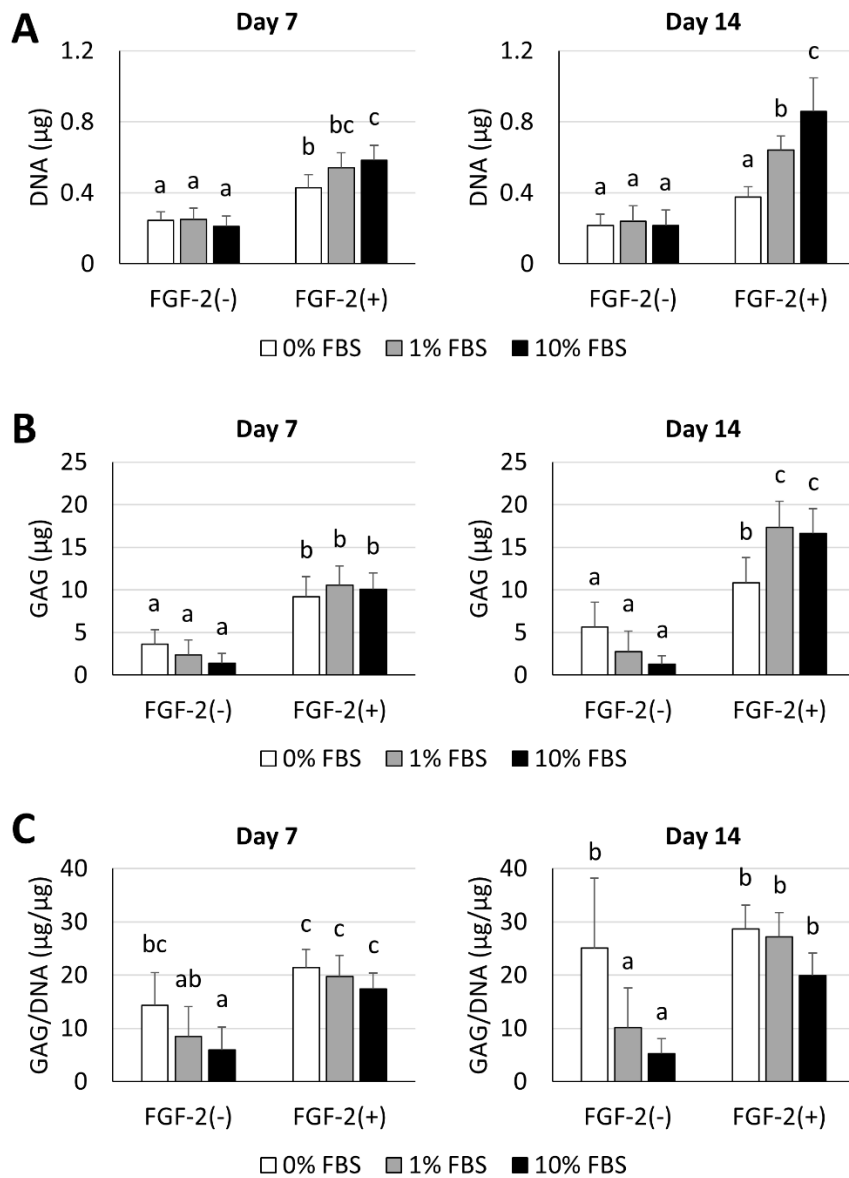 A
Day 7
Day 14
DNA (µg)
1.2
0.8
0.4
0
a a a b bc c
FGF-2(-) FGF-2(+)
DNA (µg)
1.2
0.8
0.4
0
a a a a b c
FGF-2(-) FGF-2(+)
0% FBS 1% FBS 10% FBS
B
Day 7
Day 14
GAG (µg)
25
20
15
10
5
0
a a a b b b
FGF-2(-) FGF-2(+)
GAG (µg)
25
20
15
10
5
0
a a a b c c
FGF-2(-) FGF-2(+)
0% FBS 1% FBS 10% FBS
C
Day 7
Day 14
GAG/DNA (µg/µg)
40
30
20
10
0
bc ab a c c c
FGF-2(-) FGF-2(+)
GAG/DNA (µg/µg)
40
30
20
10
0
b a a b b b
FGF-2(-) FGF-2(+)
0% FBS 1% FBS 10% FBS